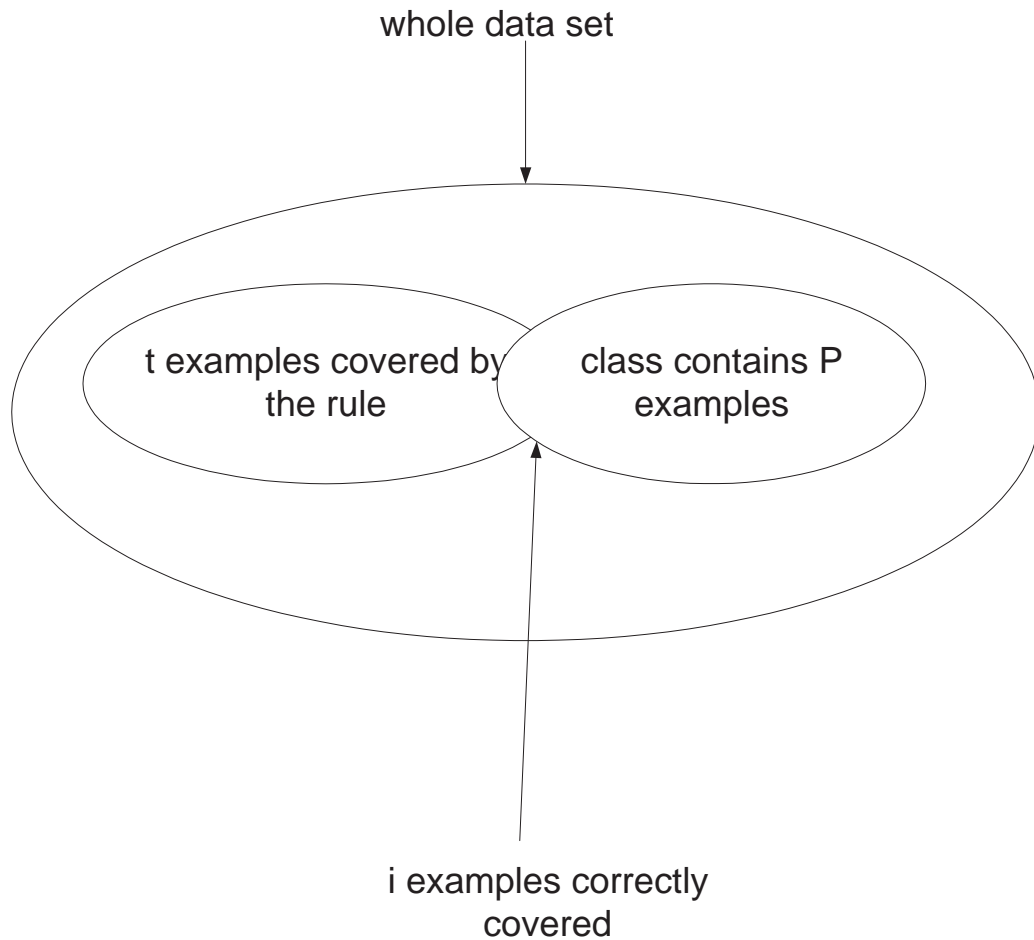 whole data set
t examples covered by
the rule
class contains P
examples
i examples correctly
covered